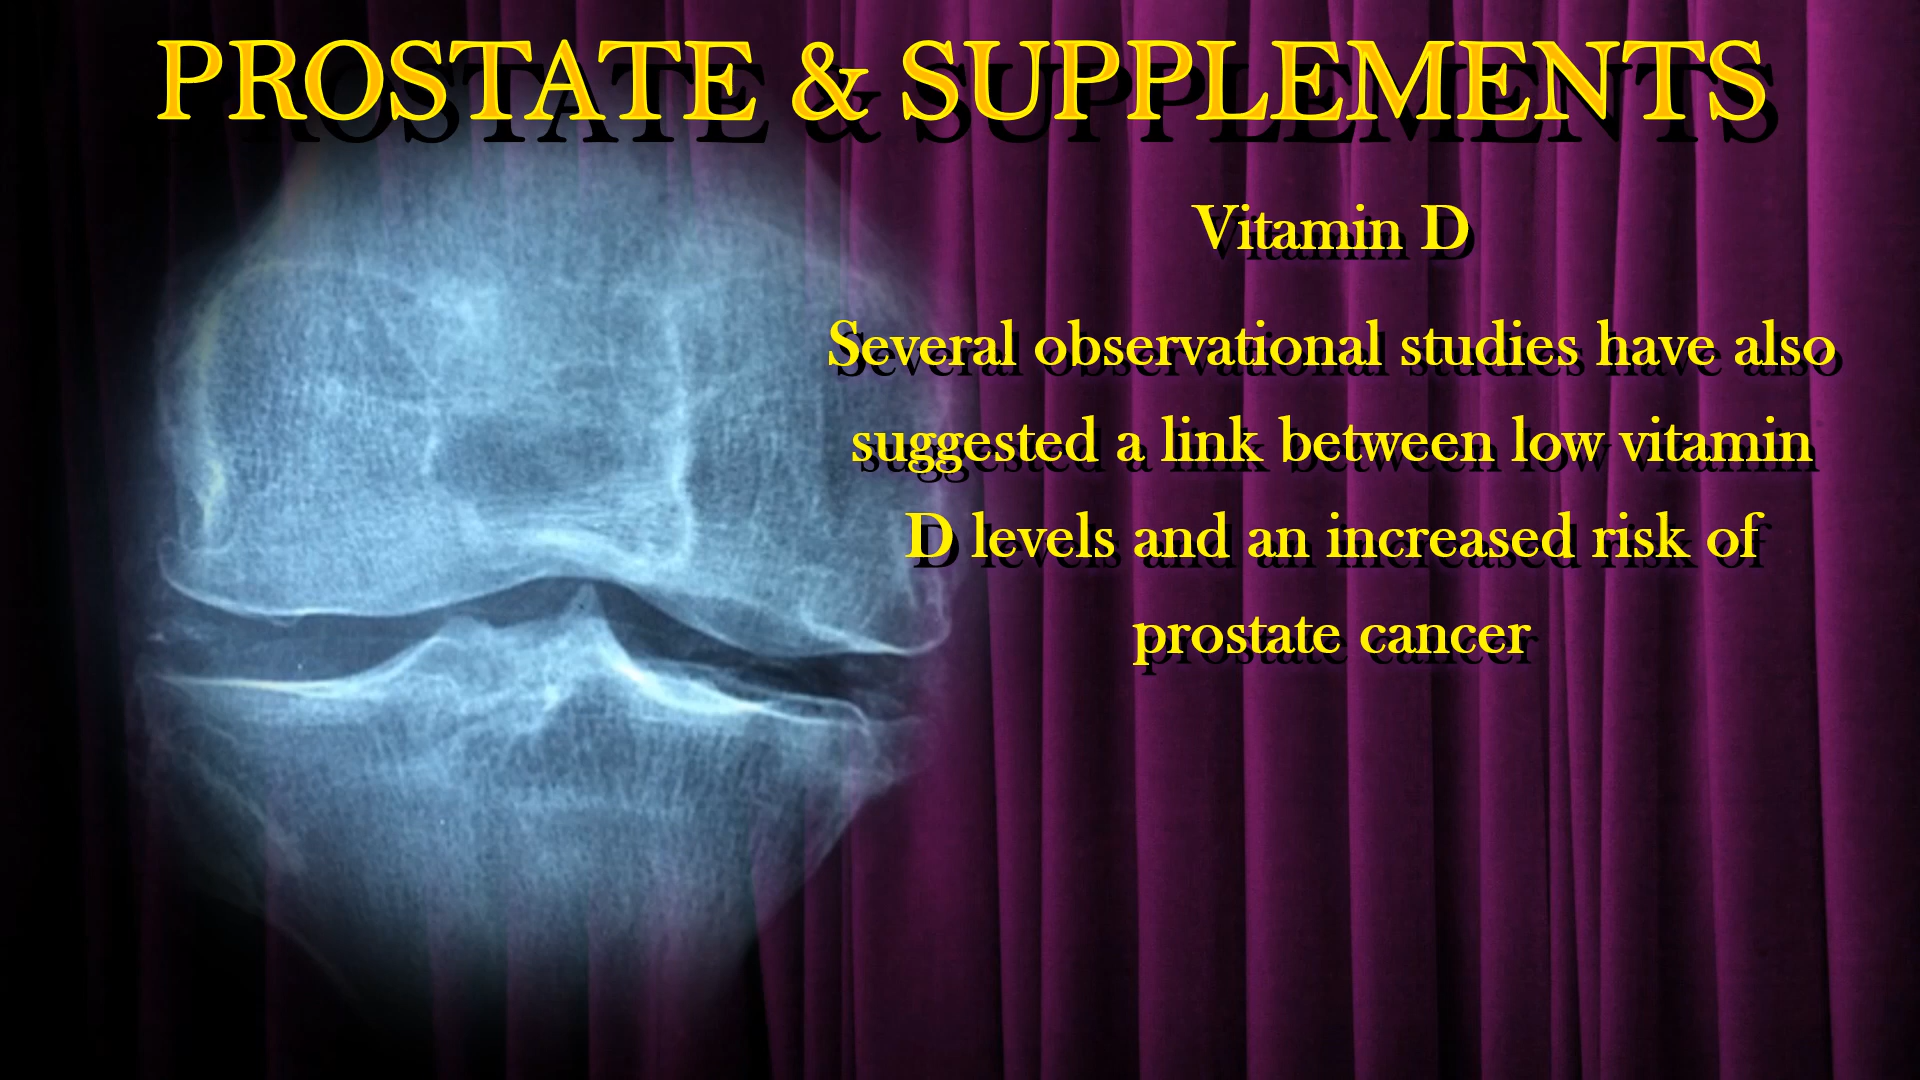 PROSTATE & SUPPLEMENTS
Vitamin D
Several observational studies have also
suggested a link between low vitamin
D levels and an increased risk of
prostate cancer